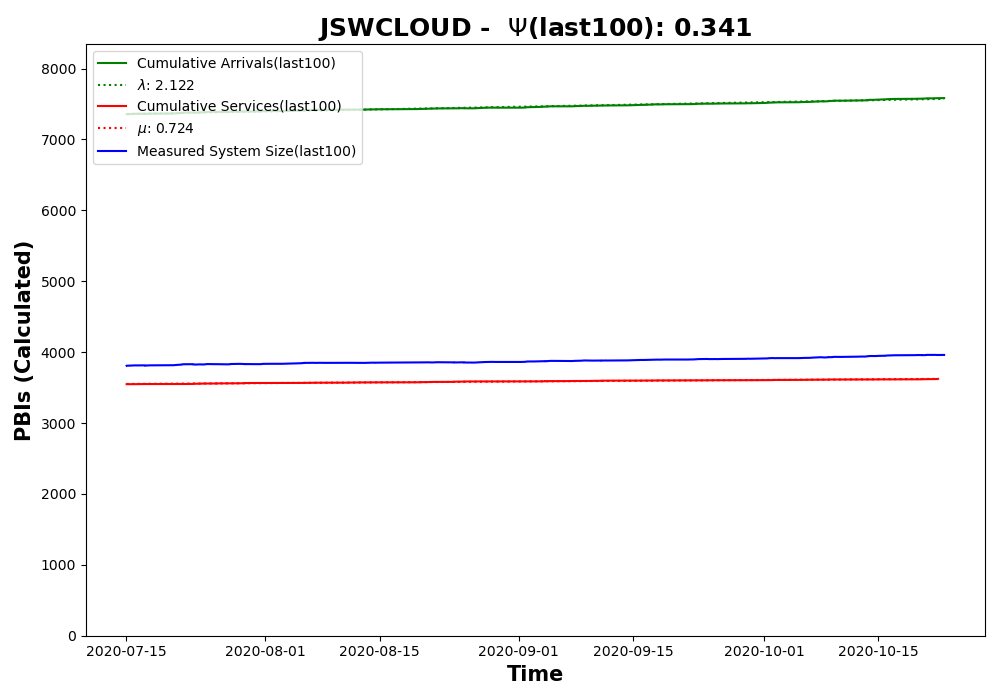 JSWCLOUD - Ψ(last100): 0.341
Cumulative Arrivals(last100)
λ: 2.122
Cumulative Services(last100)
μ: 0.724
Measured System Size(last100)
PBIs (Calculated)
8000
7000
6000
5000
4000
3000
2000
1000
0
2020-07-15 2020-08-01 2020-08-15 2020-09-01 2020-09-15 2020-10-01 2020-10-15
Time